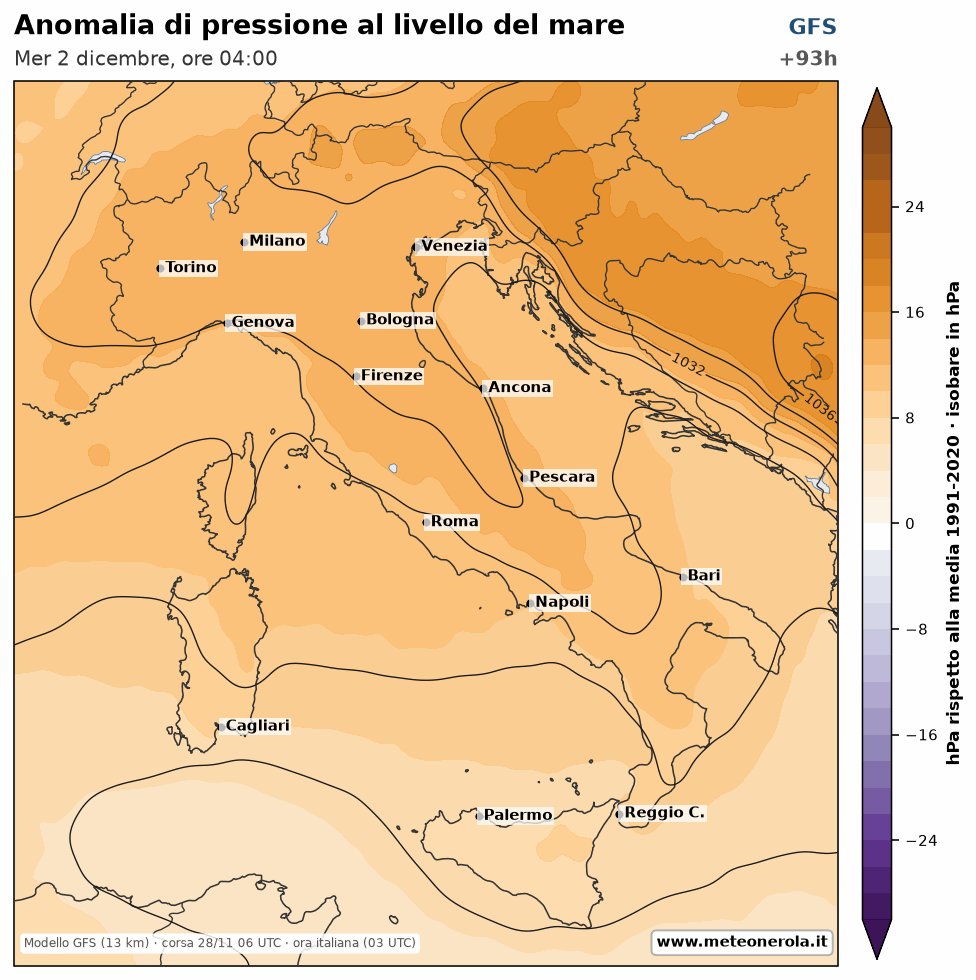 Anomalia di pressione al livello del mare
GFS
Mer 2 dicembre, ore 04:00
+93h
Milano
Venezia
Torino
Genova
Bologna
Firenze
Ancona
1032
1036
Pescara
Roma
Bari
Napoli
Cagliari
Palermo
Reggio C.
24
16
8
0
−8
−16
−24
hPa rispetto alla media 1991-2020 · isobare in hPa
Modello GFS (13 km) · corsa 28/11 06 UTC · ora italiana (03 UTC)
www.meteonerola.it